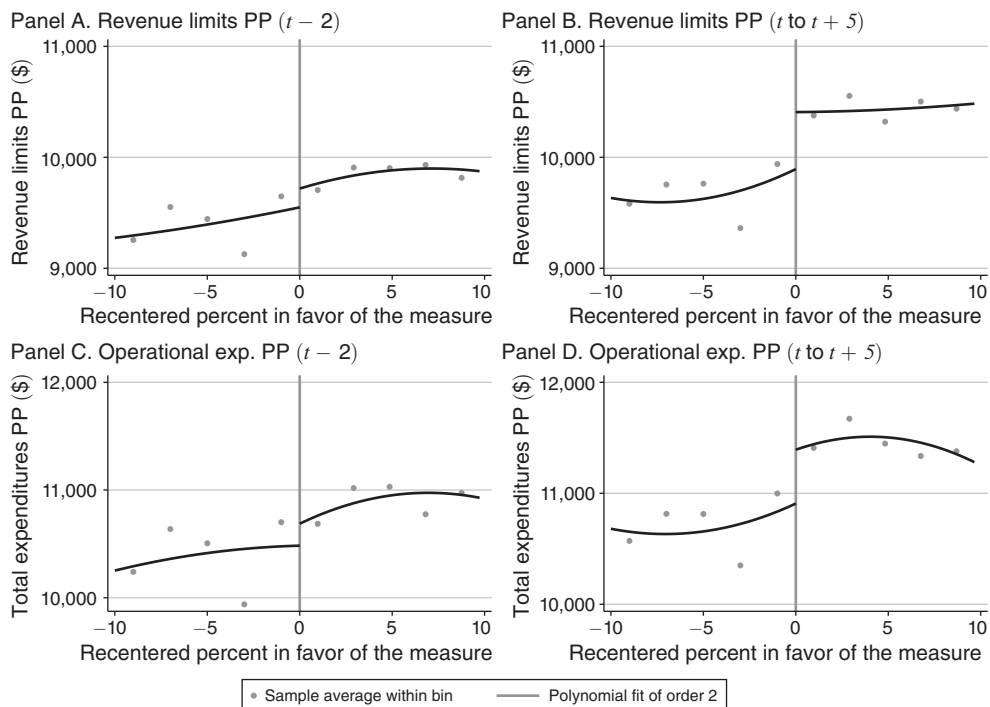 Panel A. Revenue limits PP (t − 2)
11,000
10,000
9,000
Revenue limits PP ($)
−10 −5 0 5 10
Recentered percent in favor of the measure
Panel B. Revenue limits PP (t to t + 5)
11,000
10,000
9,000
Revenue limits PP ($)
−10 −5 0 5 10
Recentered percent in favor of the measure
Panel C. Operational exp. PP (t − 2)
12,000
11,000
10,000
Total expenditures PP ($)
−10 −5 0 5 10
Recentered percent in favor of the measure
Panel D. Operational exp. PP (t to t + 5)
12,000
11,000
10,000
Total expenditures PP ($)
−10 −5 0 5 10
Recentered percent in favor of the measure
Sample average within bin
Polynomial fit of order 2